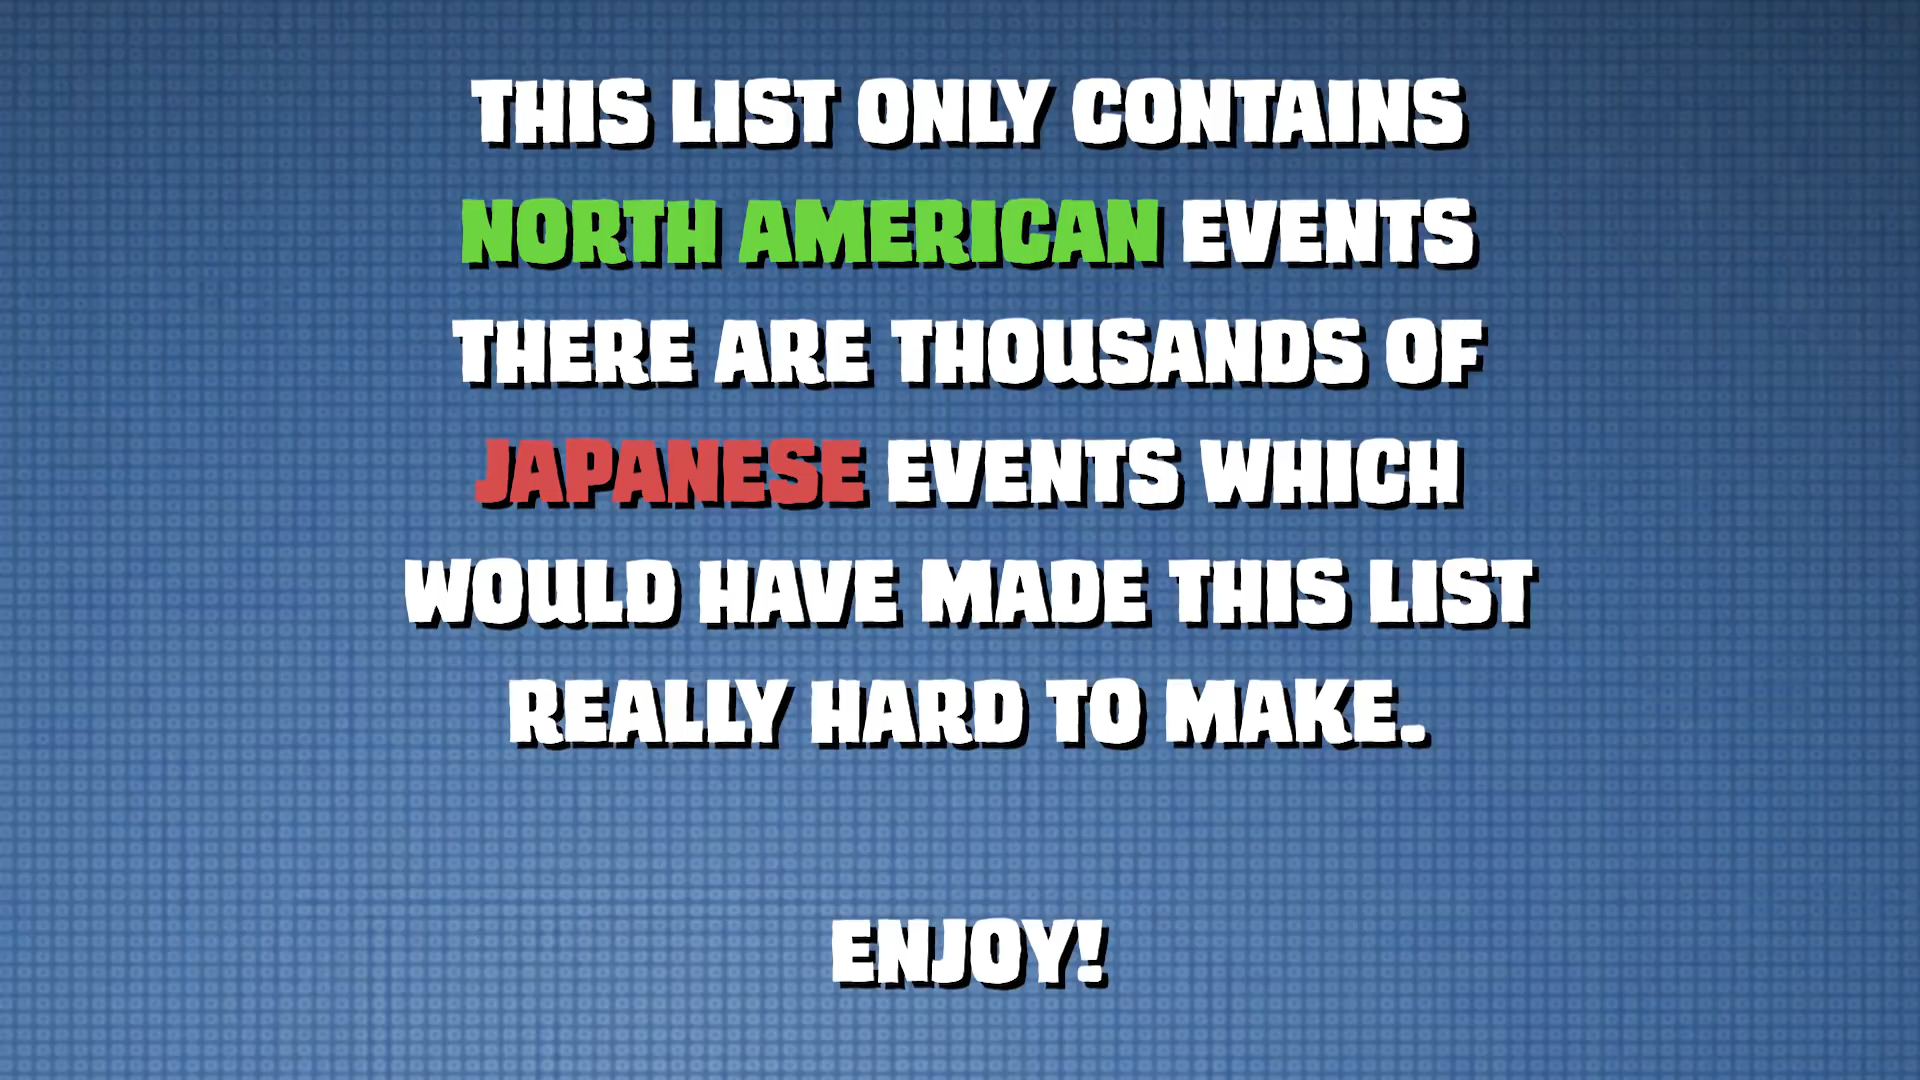 THIS LIST ONLY CONTAINS
NORTH AMERICAN EVENTS
THERE ARE THOUSANDS OF
JAPANESE EVENTS WHICH
WOULD HAVE MADE THIS LIST
REALLY HARD TO MAKE.
ENJOY!